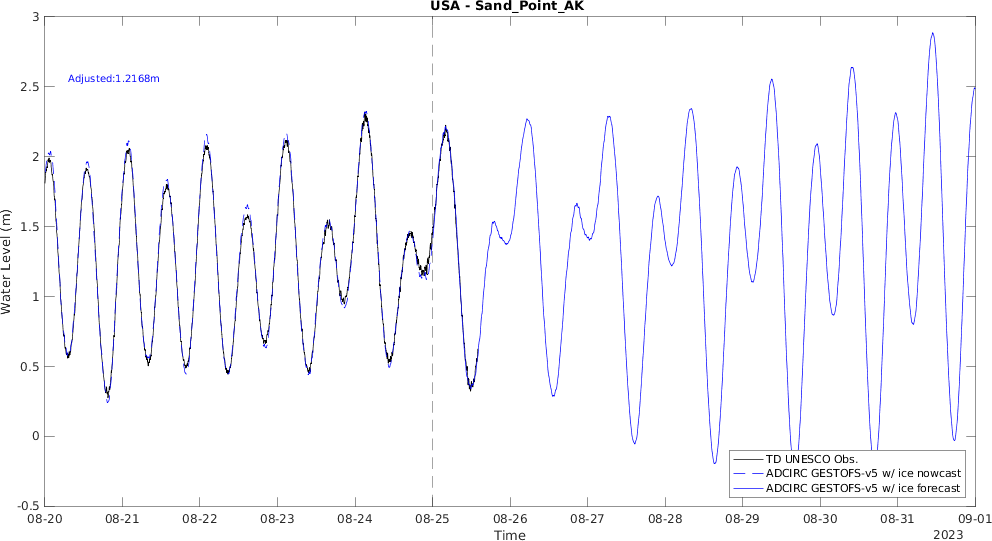 USA - Sand_Point_AK
Adjusted:1.2168m
Water Level (m)
3
2.5
2
1.5
1
0.5
0
-0.5
TD UNESCO Obs.
ADCIRC GESTOFS-v5 w/ ice nowcast
ADCIRC GESTOFS-v5 w/ ice forecast
08-20 08-21 08-22 08-23 08-24 08-25 08-26 08-27 08-28 08-29 08-30 08-31 09-01
Time
2023